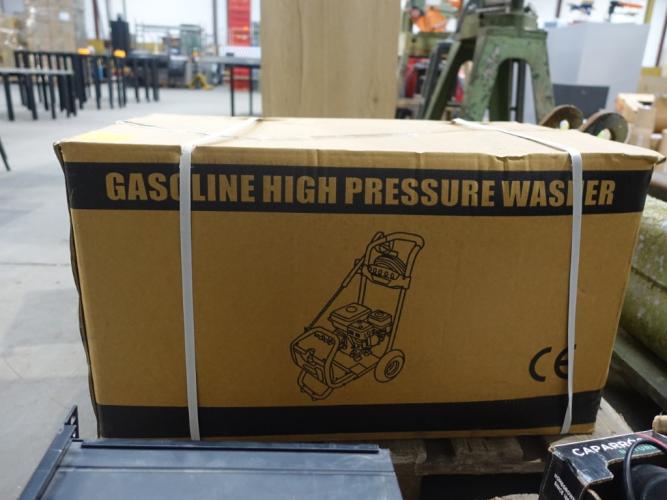 GASOLINE HIGH PRESSURE WASHER
CE
CAPARRO